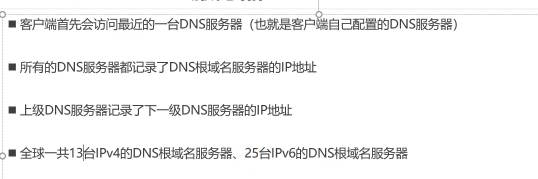 ■ 客户端首先会访问最近的一台DNS服务器（也就是客户端自己配置的DNS服务器）
■ 所有的DNS服务器都记录了DNS根域名服务器的IP地址
■ 上级DNS服务器记录了下一级DNS服务器的IP地址
■ 全球一共13台IPv4的DNS根域名服务器、25台IPv6的DNS根域名服务器